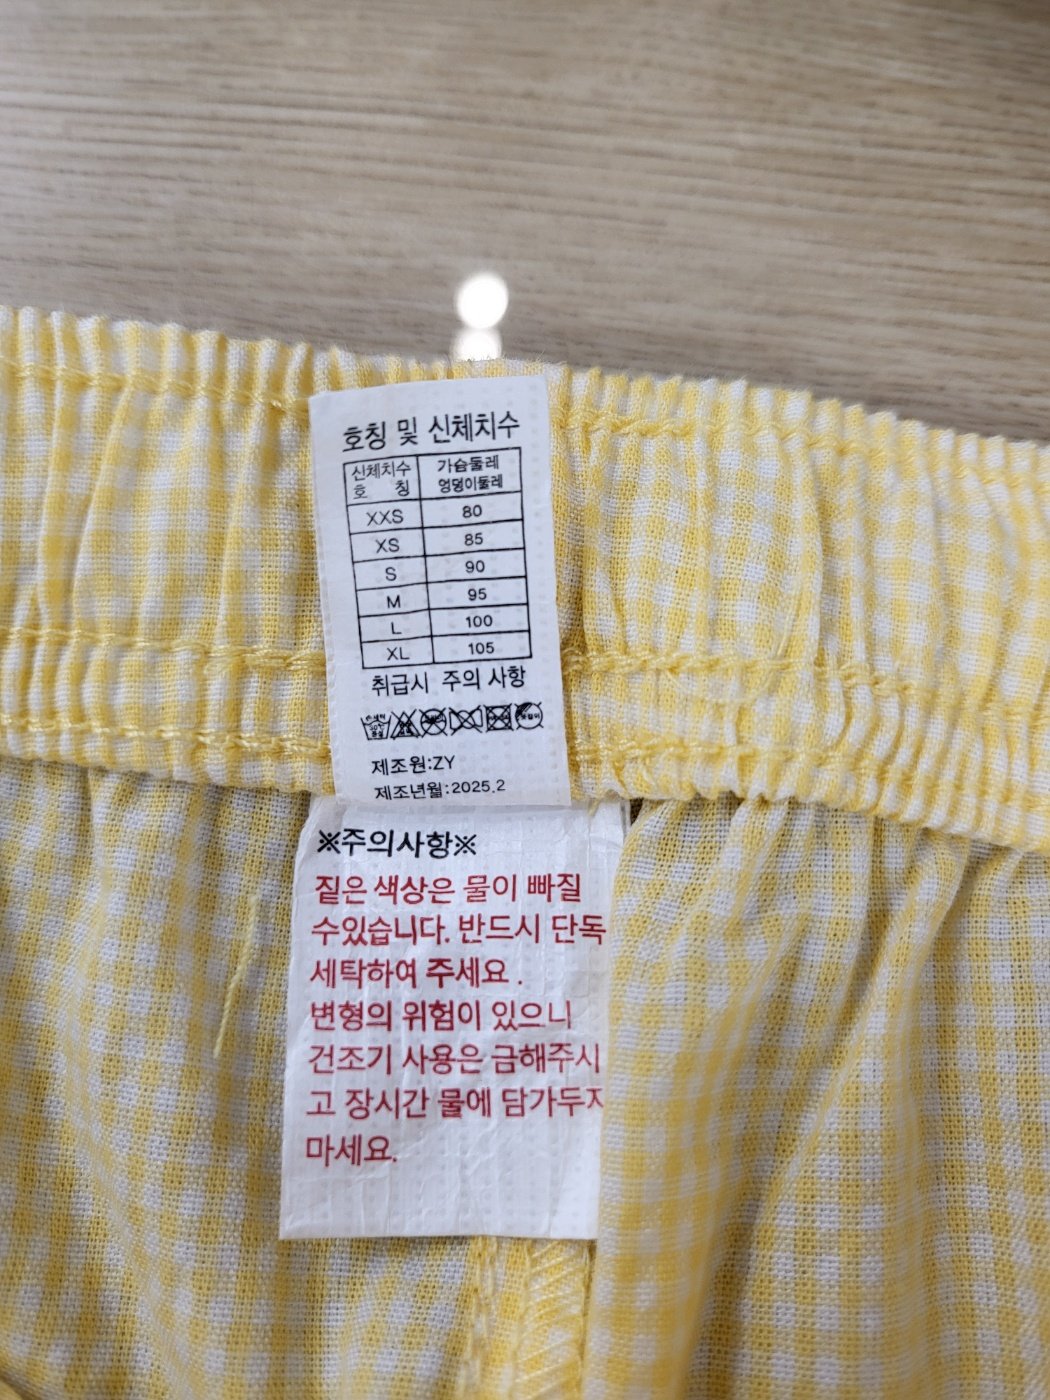 호칭 및 신체치수
신체치수 가슴둘레
호 칭 엉덩이둘레
XXS 80
XS 85
S 90
M 95
L 100
XL 105
취급시 주의 사항
제조원:ZY
제조년월:2025.2
※주의사항※
짙은 색상은 물이 빠질
수있습니다. 반드시 단독
세탁하여 주세요.
변형의 위험이 있으니
건조기 사용은 금해주시
고 장시간 물에 담가두지
마세요.